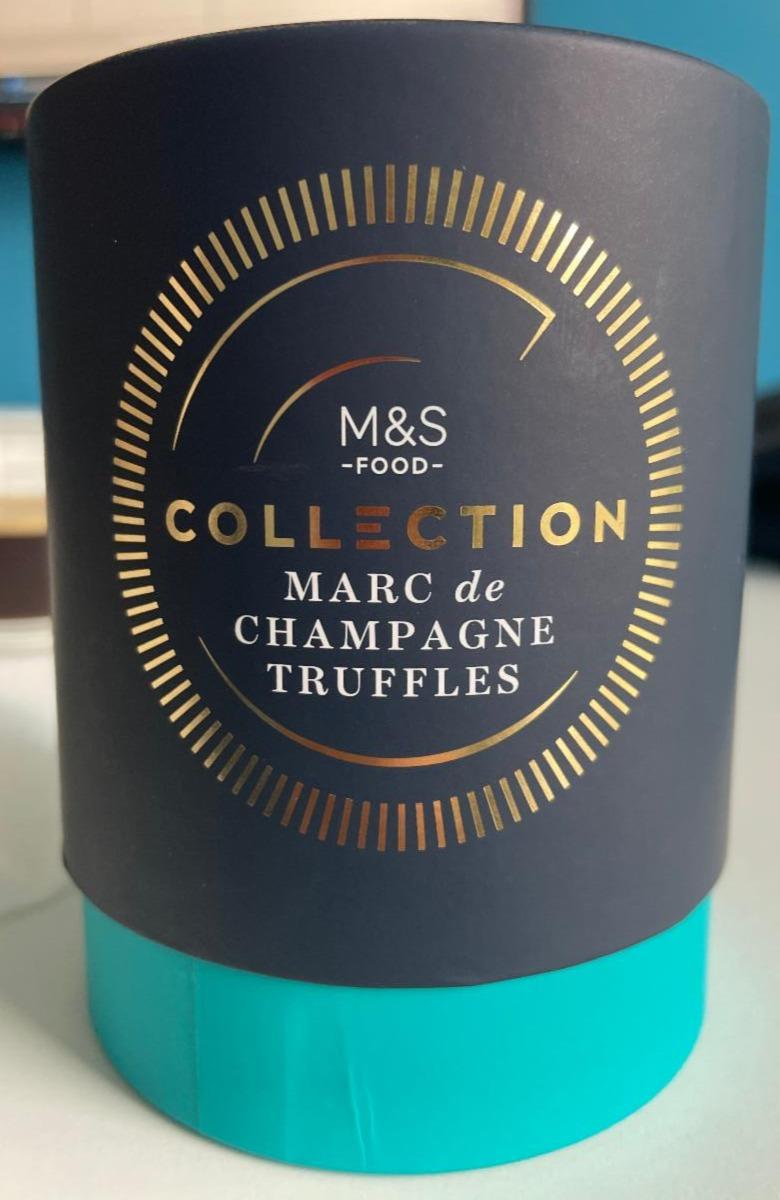 M&S
-FOOD-
COLLECTION
MARC de
CHAMPAGNE
TRUFFLES